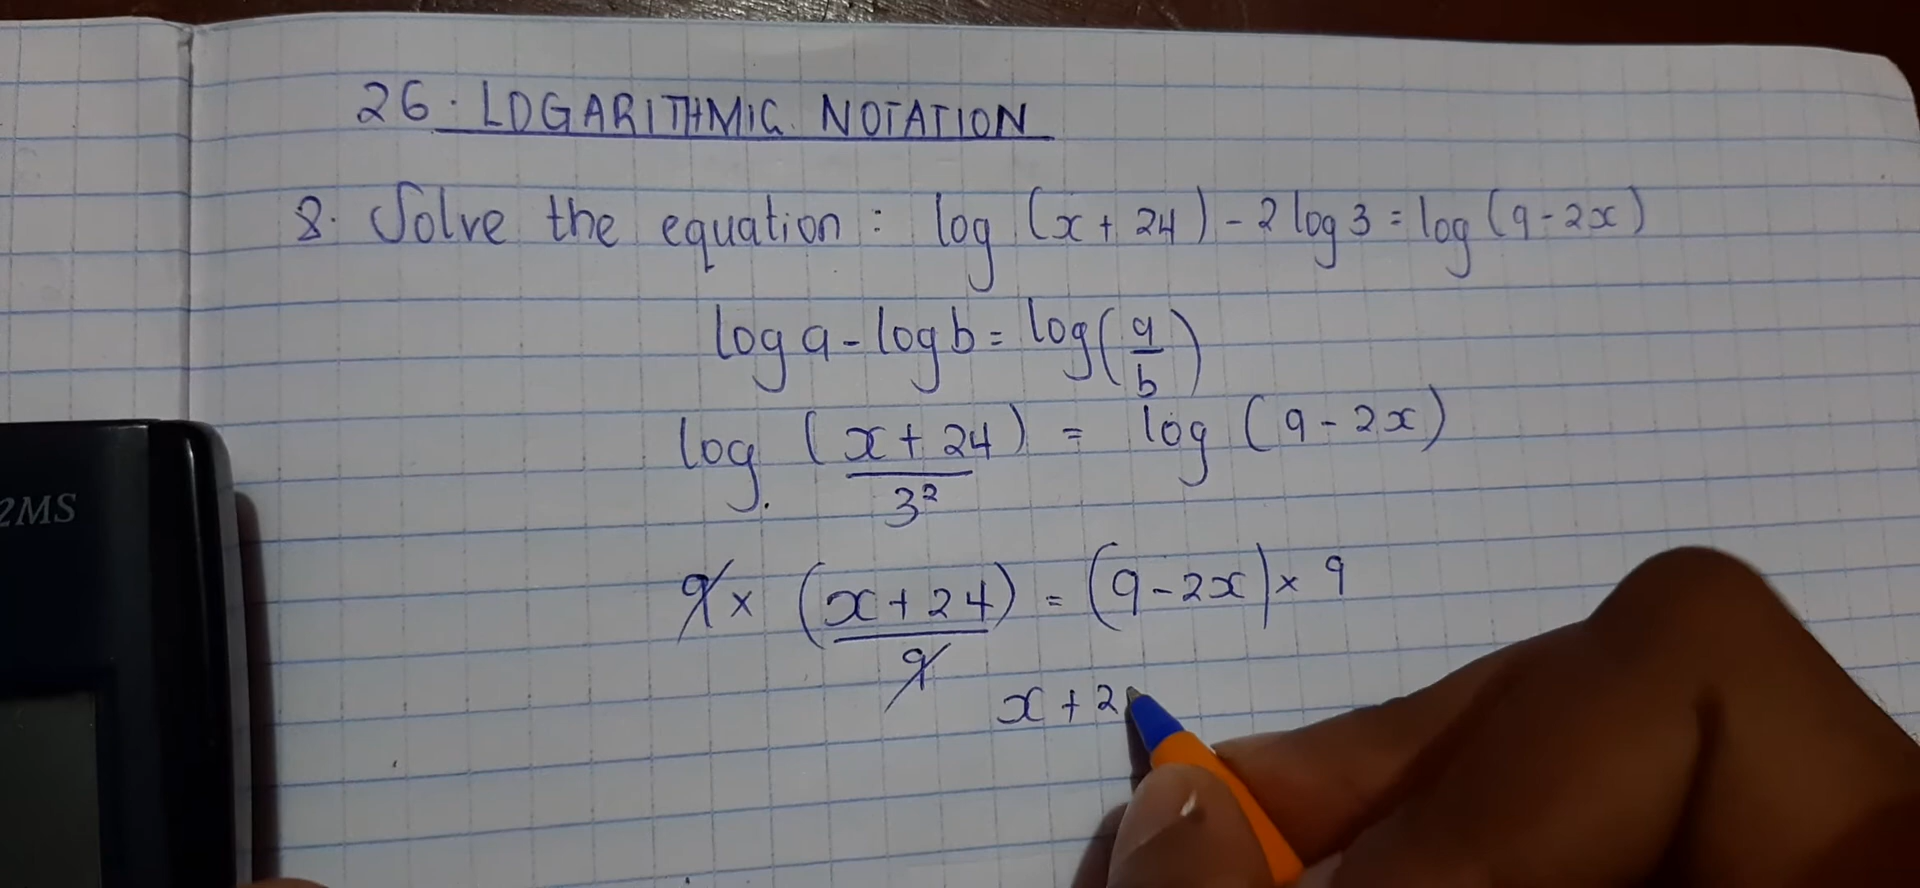 26. LOGARITHMIC NOTATION
8. Solve the equation: log (x + 24) - 2 log 3 = log (9 - 2x)
log a - log b = log (a/b)
log (x + 24 / 3²) = log (9 - 2x)
9 × (x + 24 / 9) = (9 - 2x) × 9
x + 2
2MS